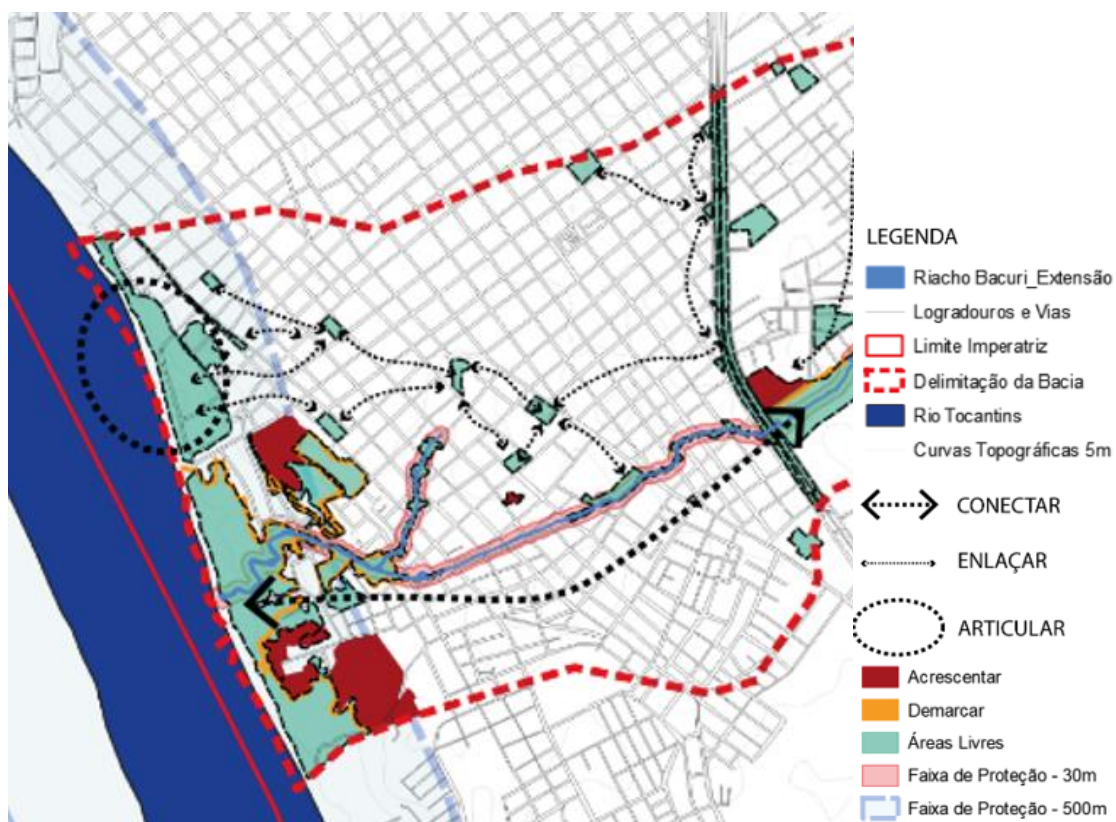 LEGENDA
Riacho Bacuri_Extensão
Logradouros e Vias
Limite Imperatriz
Delimitação da Bacia
Rio Tocantins
Curvas Topográficas 5m
CONECTAR
ENLAÇAR
ARTICULAR
Acrescentar
Demarcar
Áreas Livres
Faixa de Proteção - 30m
Faixa de Proteção - 500m